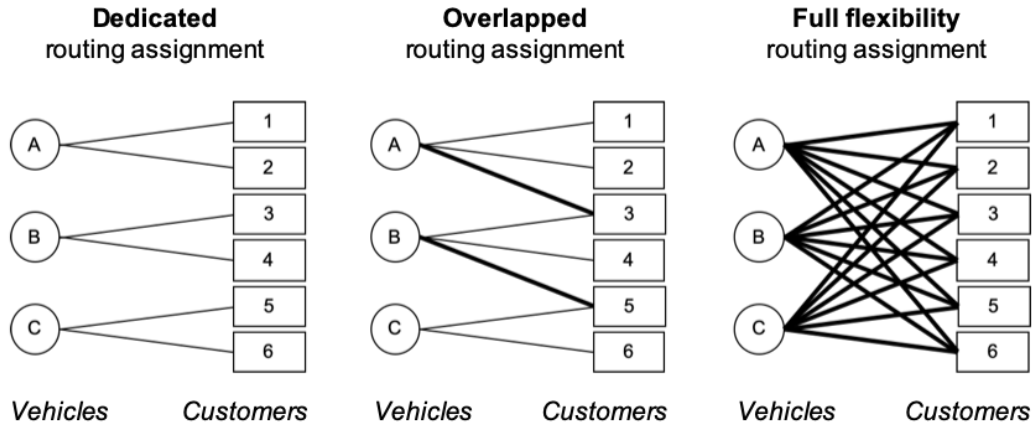 Dedicated
routing assignment
A
B
C
1
2
3
4
5
6
Vehicles
Customers
Overlapped
routing assignment
A
B
C
1
2
3
4
5
6
Vehicles
Customers
Full flexibility
routing assignment
A
B
C
1
2
3
4
5
6
Vehicles
Customers